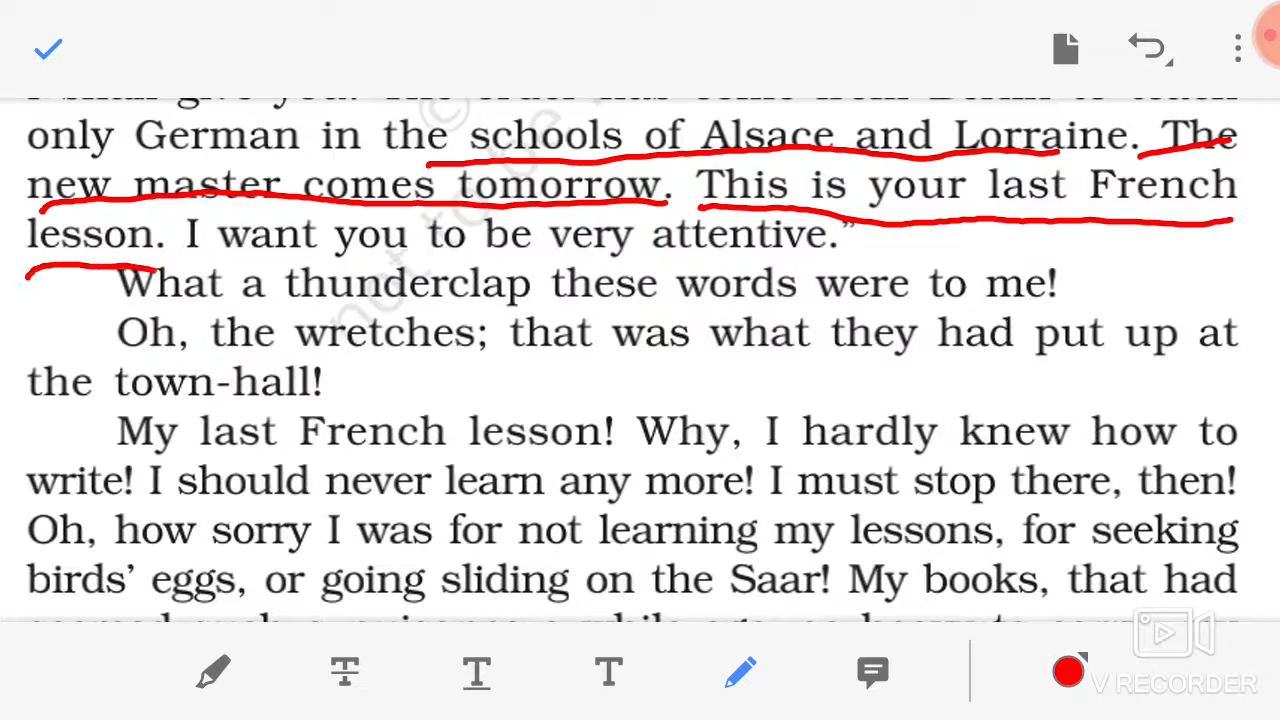 only German in the schools of Alsace and Lorraine. The
new master comes tomorrow. This is your last French
lesson. I want you to be very attentive.”
What a thunderclap these words were to me!
Oh, the wretches; that was what they had put up at
the town-hall!
My last French lesson! Why, I hardly knew how to
write! I should never learn any more! I must stop there, then!
Oh, how sorry I was for not learning my lessons, for seeking
birds’ eggs, or going sliding on the Saar! My books, that had
V RECORDER